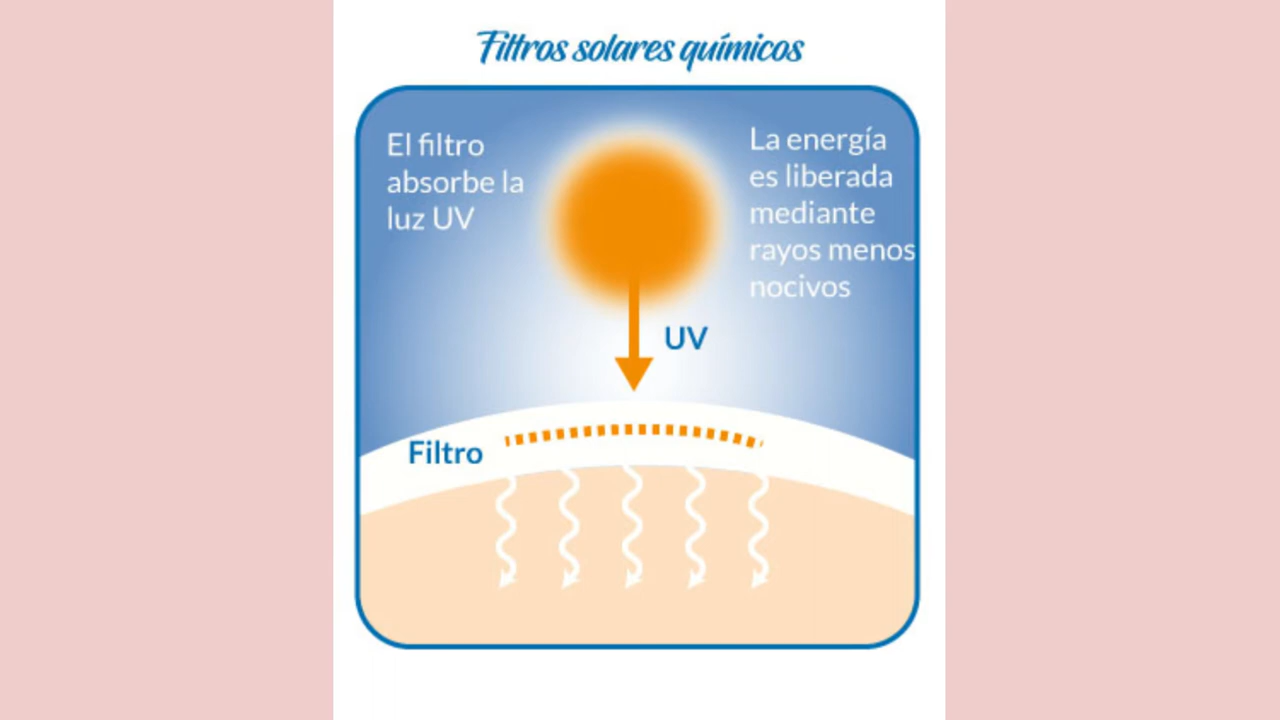 Filtros solares químicos
El filtro
absorbe la
luz UV
La energía
es liberada
mediante
rayos menos
nocivos
UV
Filtro